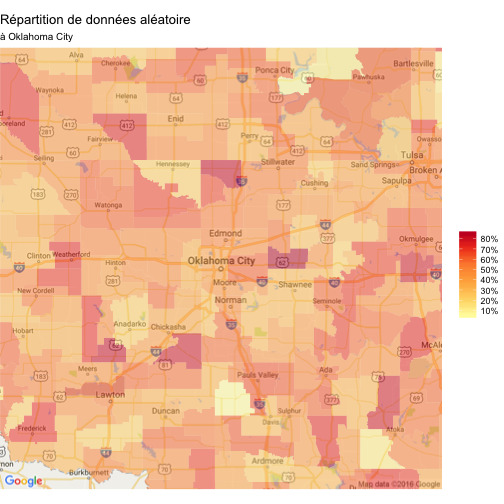 Répartition de données aléatoire
à Oklahoma City
Alva
Cherokee
Ponca City
Bartlesville
Pawhuska
Waynoka
Helena
Enid
Fairview
Perry
Owasso
Seiling
Hennessey
Stillwater
Sand Springs
Tulsa
Broken A
Sapulpa
Cushing
Watonga
Edmond
Okmulgee
Clinton
Weatherford
Hinton
Oklahoma City
Moore
Shawnee
New Cordell
Norman
Seminole
Hobart
Anadarko
Chickasha
McAle
Meers
Pauls Valley
Ada
Lawton
Duncan
Sulphur
Davis
Frederick
Atoka
Ardmore
Burkburnett
Google
Map data ©2016 Google
80%
70%
60%
50%
40%
30%
20%
10%